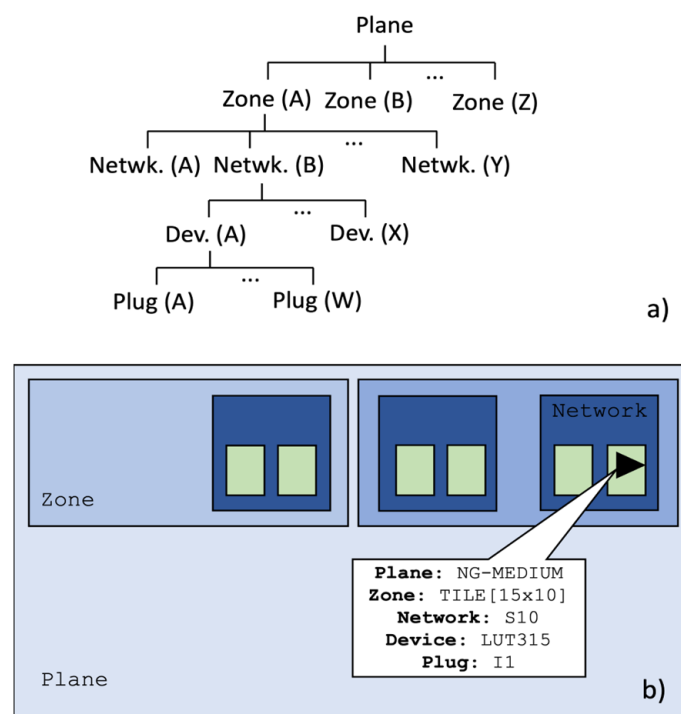 Plane
...
Zone (A) Zone (B) Zone (Z)
...
Netwk. (A) Netwk. (B) Netwk. (Y)
...
Dev. (A) Dev. (X)
...
Plug (A) Plug (W)
a)
Network
Zone
Plane: NG-MEDIUM
Zone: TILE[15x10]
Network: S10
Device: LUT315
Plug: I1
Plane
b)